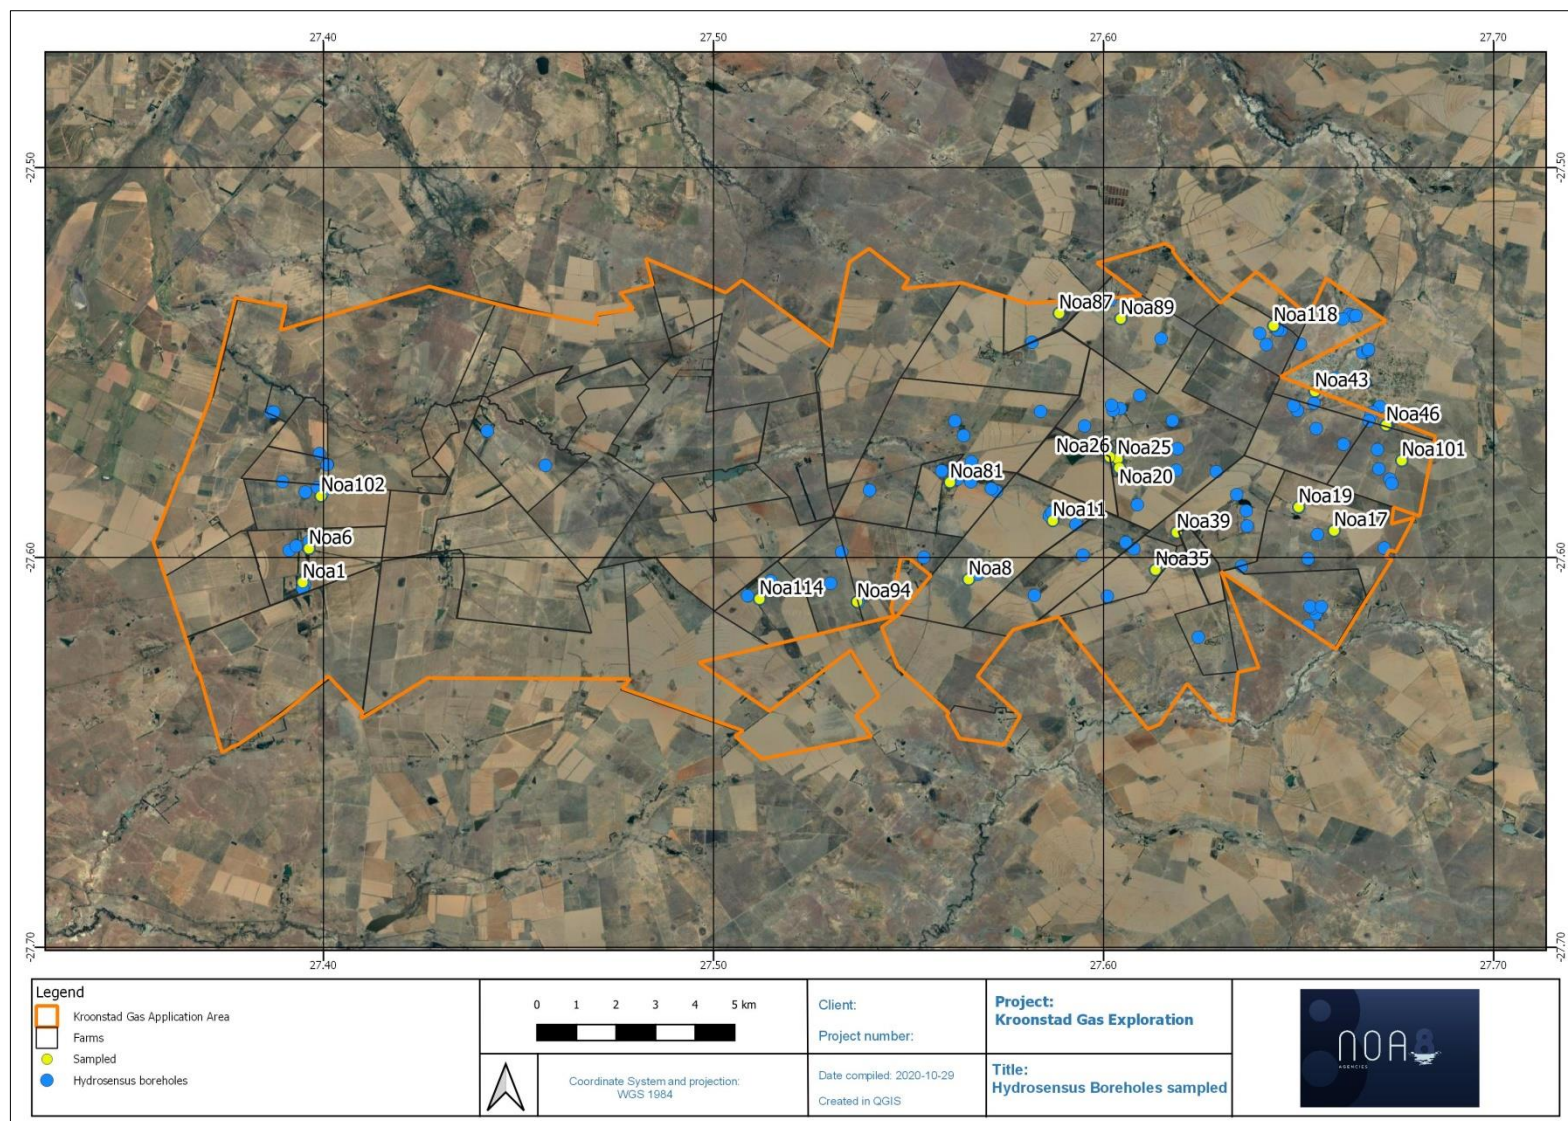 27.40 27.50 27.60 27.70
-27.50 -27.50
Noa87 Noa89
Noa118
Noa43
Noa46
Noa26 Noa25 Noa101
Noa20
Noa81
Noa102
Noa19
Noa11
Noa39 Noa17
Noa6
-27.60 -27.60
Noa1
Noa8 Noa35
Noa114 Noa94
-27.70 -27.70
27.40 27.50 27.60 27.70
Legend
Kroonstad Gas Application Area
Farms
Sampled
Hydrosensus boreholes
0 1 2 3 4 5 km
Coordinate System and projection:
WGS 1984
Client:
Project number:
Date compiled: 2020-10-29
Created in QGIS
Project:
Kroonstad Gas Exploration
Title:
Hydrosensus Boreholes sampled
NOA8
AGENCIES